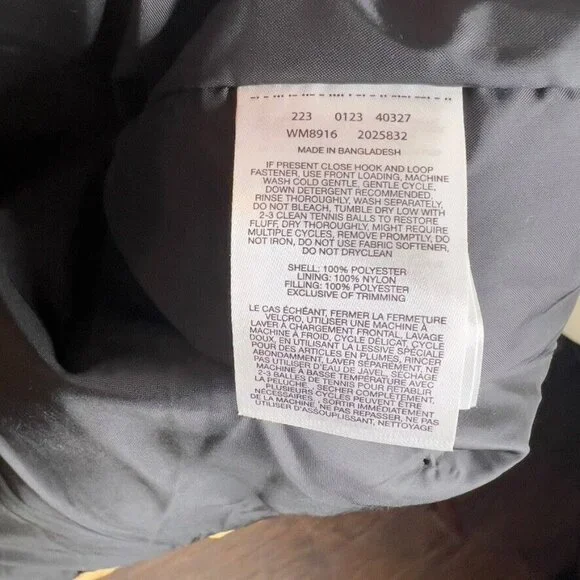 223 0123 40327
WM8916 2025832
MADE IN BANGLADESH
IF PRESENT CLOSE HOOK AND LOOP
FASTENER, USE FRONT LOADING, MACHINE
WASH COLD GENTLE, GENTLE CYCLE,
DOWN DETERGENT RECOMMENDED
RINSE THOROUGHLY, WASH SEPARATELY,
DO NOT BLEACH, TUMBLE DRY LOW WITH
2-3 CLEAN TENNIS BALLS TO RESTORE
FLUFF, DRY THOROUGHLY, MIGHT REQUIRE
MULTIPLE CYCLES, REMOVE PROMPTLY, DO
NOT IRON, DO NOT USE FABRIC SOFTENER,
DO NOT DRYCLEAN
SHELL: 100% POLYESTER
LINING: 100% NYLON
FILLING: 100% POLYESTER
EXCLUSIVE OF TRIMMING
LE CAS ÉCHÉANT, FERMER LA FERMETURE
VELCRO, UTILISER UNE MACHINE À
LAVER À CHARGEMENT FRONTAL, LAVAGE
MACHINE À FROID, CYCLE DÉLICAT, CYCLE
DOUX, EN UTILISANT LA LESSIVE SPÉCIALE
POUR DES ARTICLES EN PLUMES, RINCER
ABONDAMMENT, LAVER SÉPAREMENT, NE
PAS UTILISER D'EAU DE JAVEL, SÉCHAGE
MACHINE À BASSE TEMPÉRATURE AVEC
2-3 BALLES DE TENNIS POUR RETABLIR
LA PELUCHE, SÉCHER COMPLÈTEMENT,
PLUSIEURS CYCLES PEUVENT ÊTRE
NÉCESSAIRES, SORTIR IMMÉDIATEMENT
DE LA MACHINE, NE PAS REPASSER, NE PAS
UTILISER D'ASSOUPLISSANT, NETTOYAGE